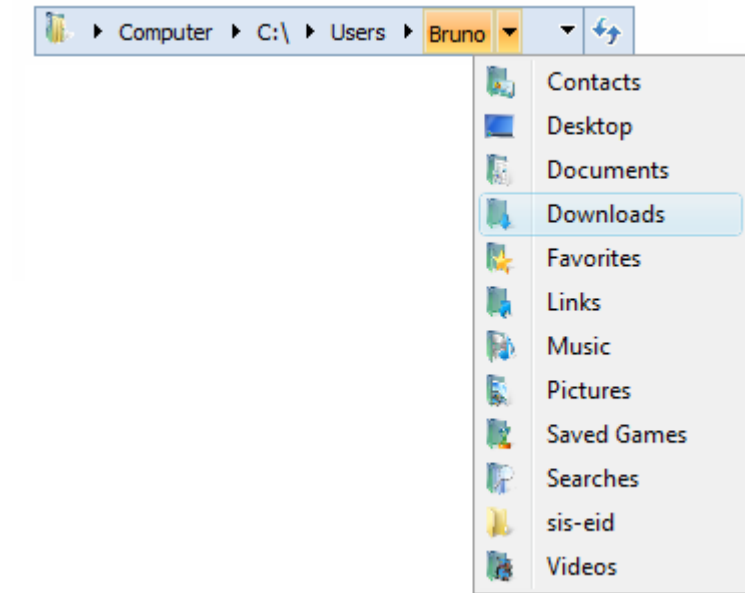 Computer C:\ Users Bruno
Contacts
Desktop
Documents
Downloads
Favorites
Links
Music
Pictures
Saved Games
Searches
sis-eid
Videos